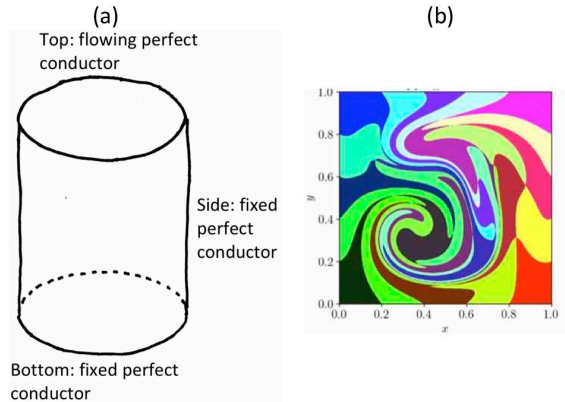 (a)
Top: flowing perfect
conductor
Side: fixed
perfect
conductor
Bottom: fixed perfect
conductor
(b)
1.0
0.8
0.6
0.4
0.2
0.0
y
0.0 0.2 0.4 0.6 0.8 1.0
x